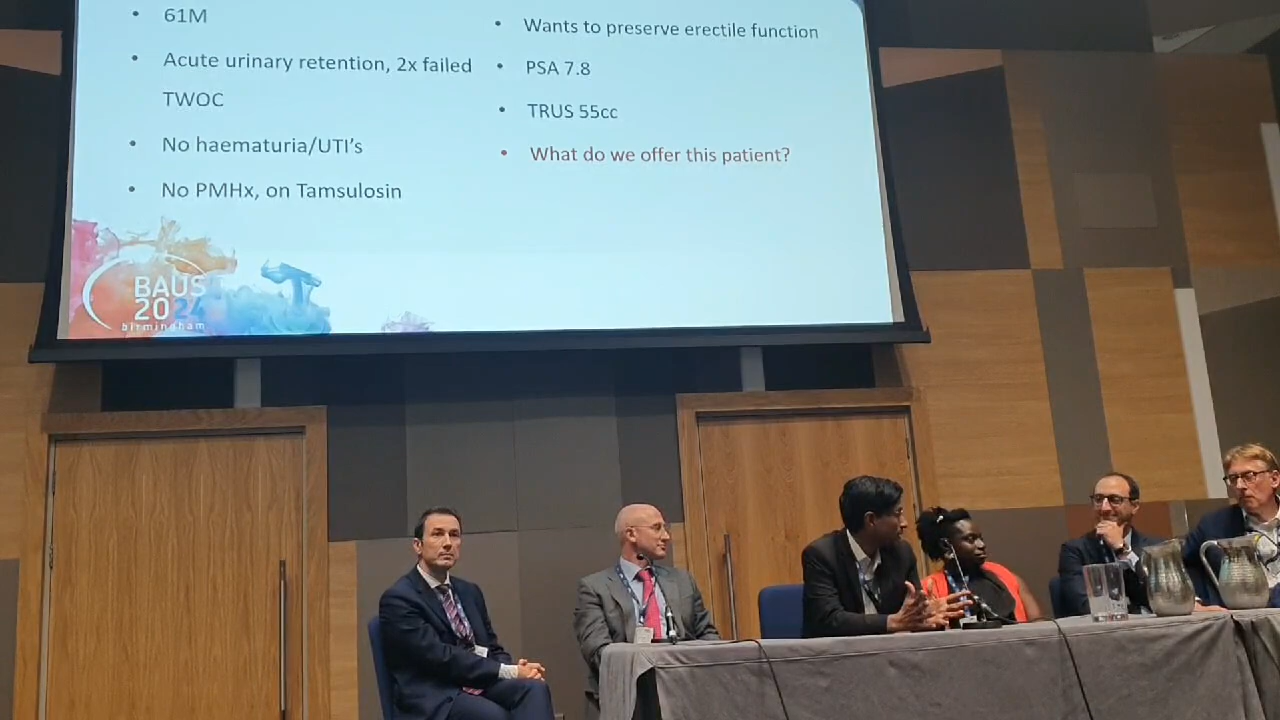 • 61M
• Acute urinary retention, 2x failed
TWOC
• No haematuria/UTI's
• No PMHx, on Tamsulosin
• Wants to preserve erectile function
• PSA 7.8
• TRUS 55cc
• What do we offer this patient?
BAUS
2024
birmingham